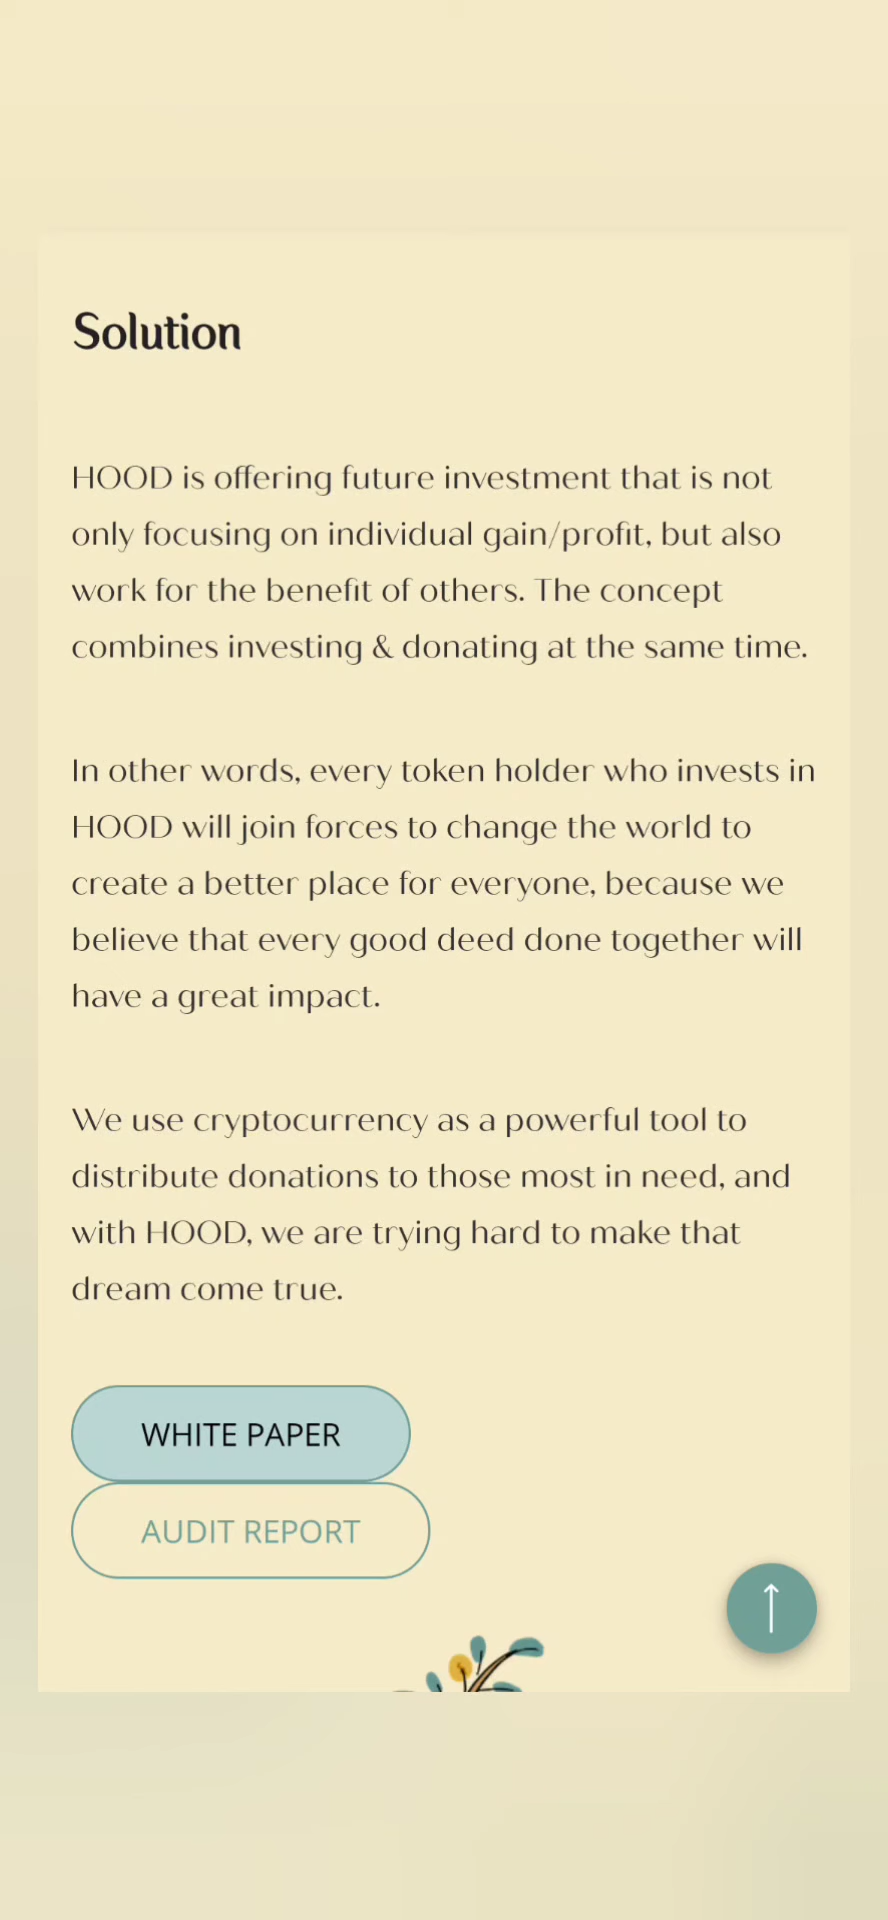 Solution
HOOD is offering future investment that is not
only focusing on individual gain/profit, but also
work for the benefit of others. The concept
combines investing & donating at the same time.
In other words, every token holder who invests in
HOOD will join forces to change the world to
create a better place for everyone, because we
believe that every good deed done together will
have a great impact.
We use cryptocurrency as a powerful tool to
distribute donations to those most in need, and
with HOOD, we are trying hard to make that
dream come true.
WHITE PAPER
AUDIT REPORT